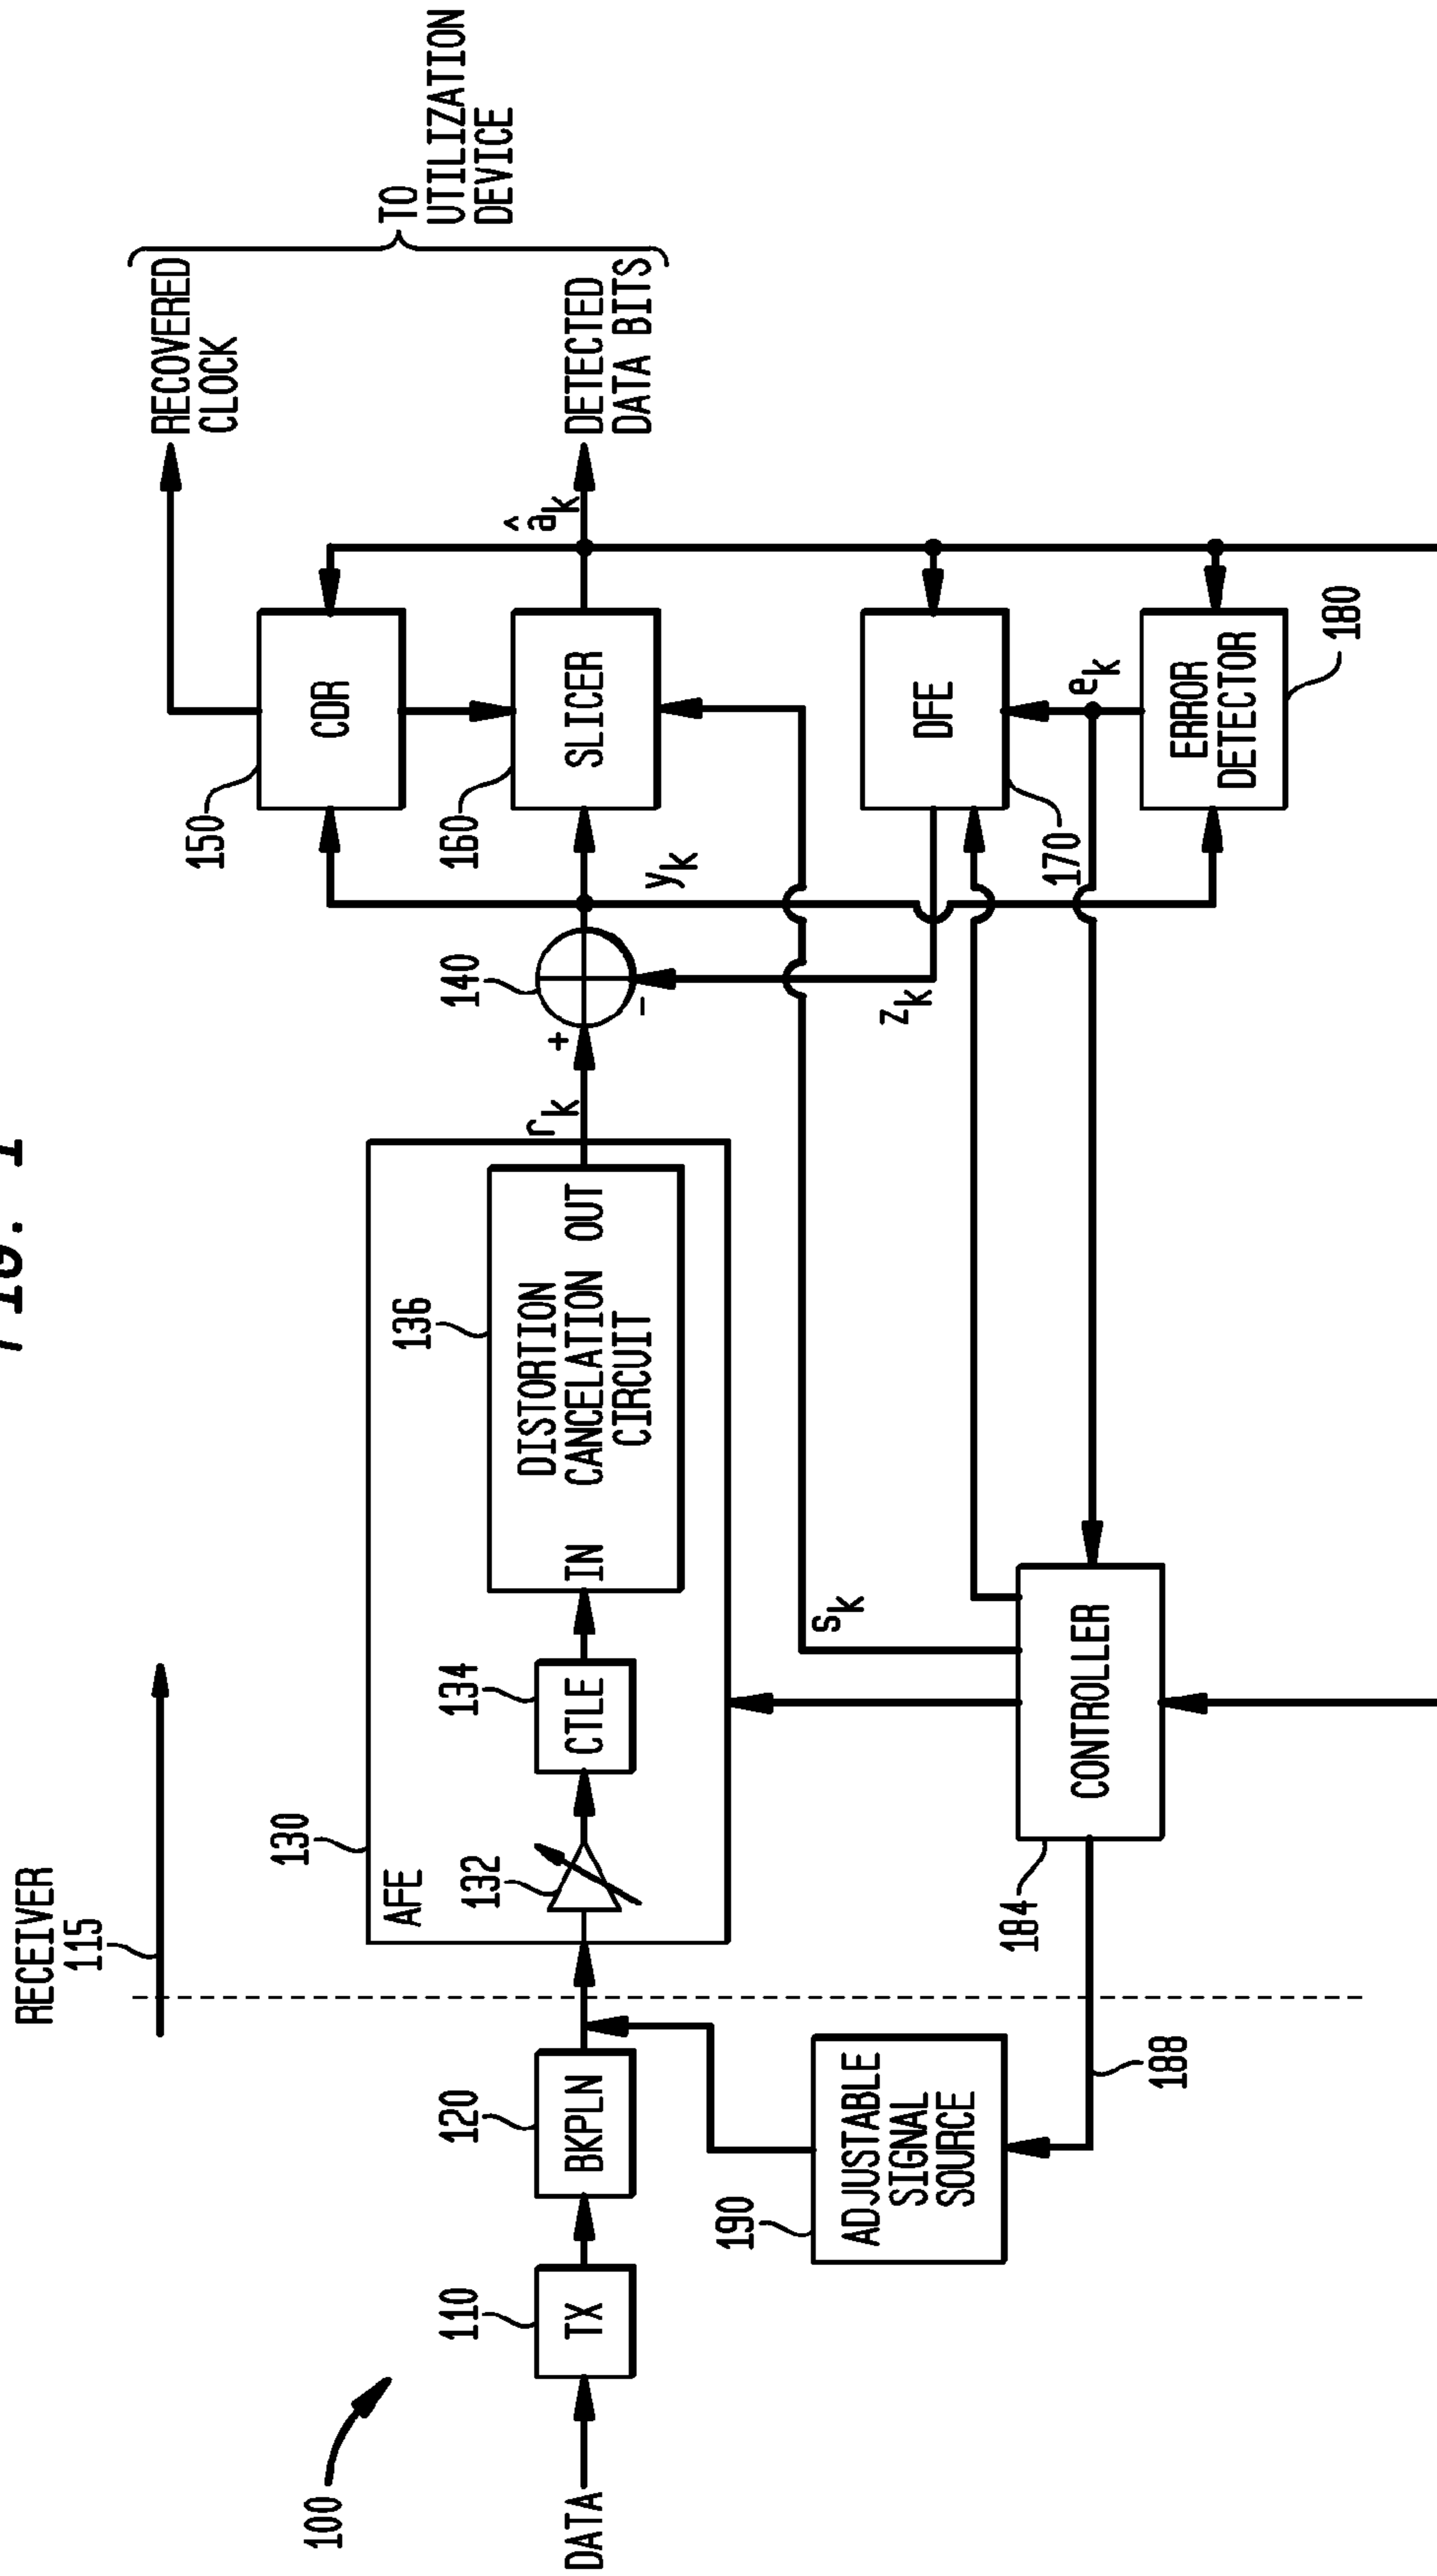 FIG. 1
RECEIVER
115
100
DATA
110
TX
120
BKPLN
190
ADJUSTABLE
SIGNAL
SOURCE
188
130
AFE
132
134
CTLE
136
IN
DISTORTION
CANCELATION
CIRCUIT
OUT
r_k
+
-
140
y_k
z_k
s_k
150
CDR
160
SLICER
170
DFE
e_k
ERROR
DETECTOR
180
184
CONTROLLER
â_k
RECOVERED
CLOCK
DETECTED
DATA BITS
TO
UTILIZATION
DEVICE